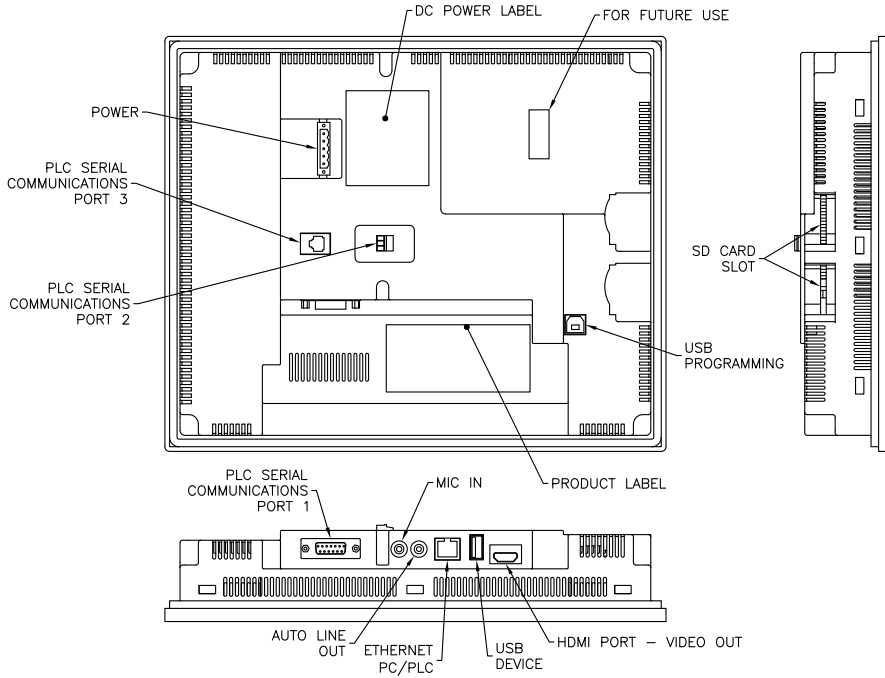 DC POWER LABEL
FOR FUTURE USE
POWER
PLC SERIAL
COMMUNICATIONS
PORT 3
PLC SERIAL
COMMUNICATIONS
PORT 2
SD CARD
SLOT
USB
PROGRAMMING
PRODUCT LABEL
PLC SERIAL
COMMUNICATIONS
PORT 1
MIC IN
AUTO LINE
OUT
ETHERNET
PC/PLC
USB
DEVICE
HDMI PORT – VIDEO OUT